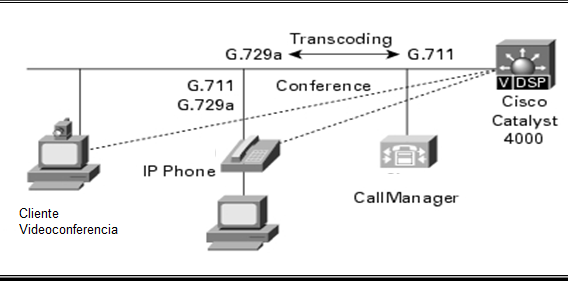 Transcoding
G.729a
G.711
G.711
Conference
G.729a
V DSP
Cisco
Catalyst
4000
IP Phone
CallManager
Cliente
Videoconferencia